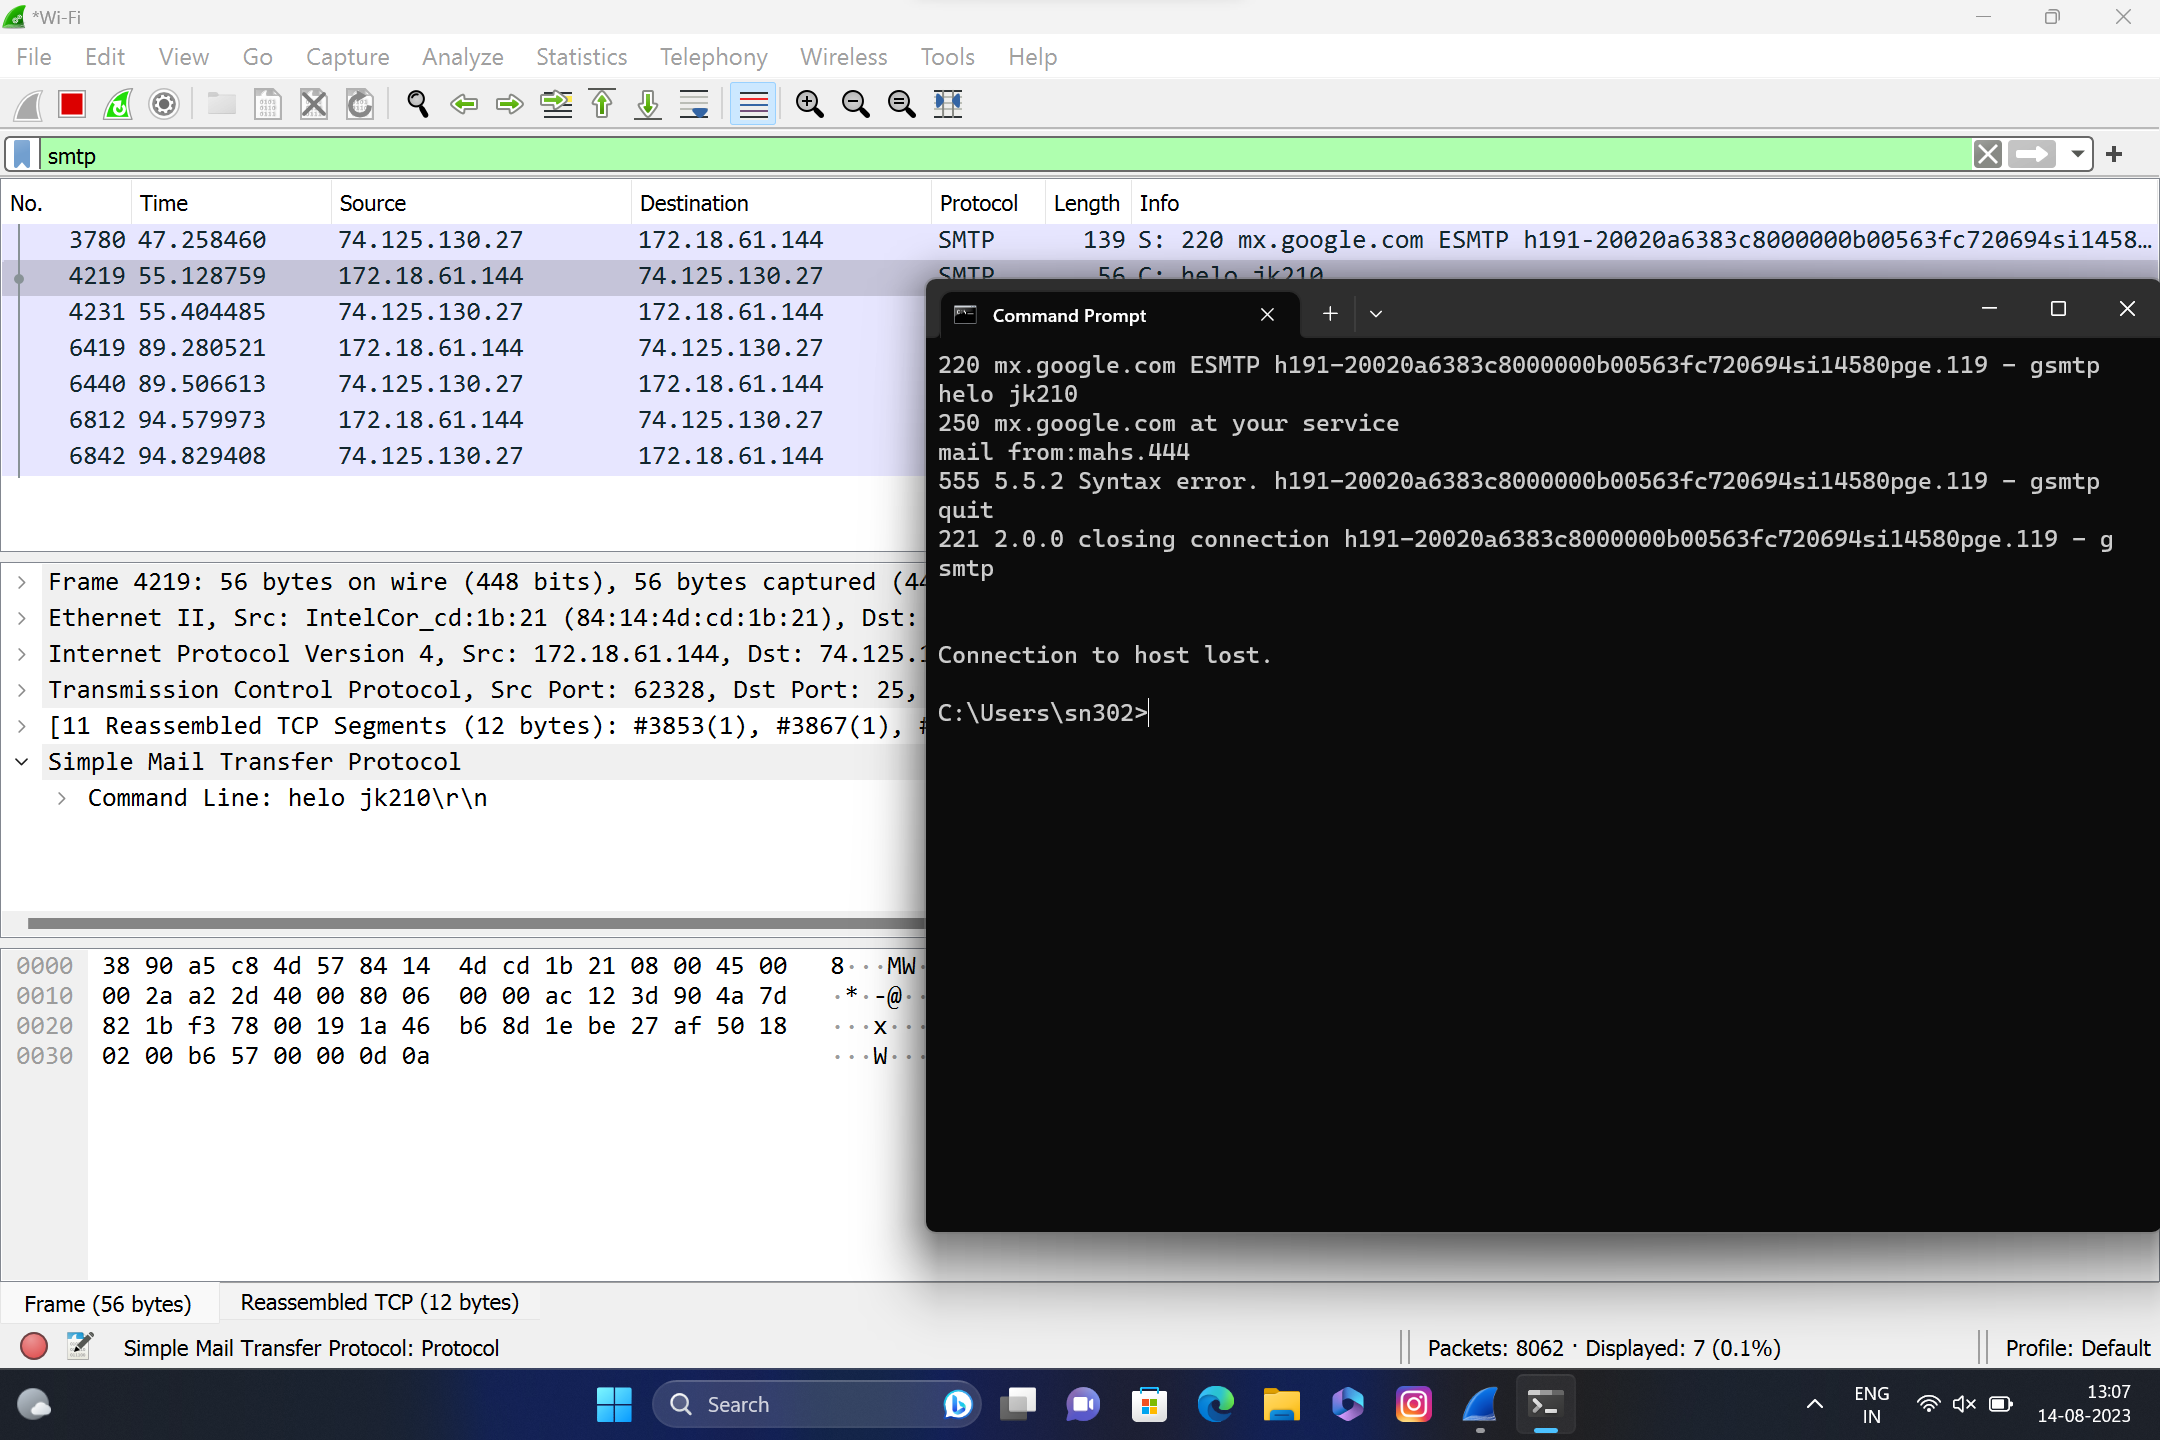 *Wi-Fi
File Edit View Go Capture Analyze Statistics Telephony Wireless Tools Help
smtp
No. Time Source Destination Protocol Length Info
3780 47.258460 74.125.130.27 172.18.61.144 SMTP 139 S: 220 mx.google.com ESMTP h191-20020a6383c8000000b00563fc720694si1458…
4219 55.128759 172.18.61.144 74.125.130.27 SMTP 56 C: helo jk210
4231 55.404485 74.125.130.27 172.18.61.144
6419 89.280521 172.18.61.144 74.125.130.27
6440 89.506613 74.125.130.27 172.18.61.144
6812 94.579973 172.18.61.144 74.125.130.27
6842 94.829408 74.125.130.27 172.18.61.144
Frame 4219: 56 bytes on wire (448 bits), 56 bytes captured (44
Ethernet II, Src: IntelCor_cd:1b:21 (84:14:4d:cd:1b:21), Dst:
Internet Protocol Version 4, Src: 172.18.61.144, Dst: 74.125.1
Transmission Control Protocol, Src Port: 62328, Dst Port: 25,
[11 Reassembled TCP Segments (12 bytes): #3853(1), #3867(1), #
Simple Mail Transfer Protocol
Command Line: helo jk210\r\n
0000 38 90 a5 c8 4d 57 84 14 4d cd 1b 21 08 00 45 00 8···MW·
0010 00 2a a2 2d 40 00 80 06 00 00 ac 12 3d 90 4a 7d ·*·-@··
0020 82 1b f3 78 00 19 1a 46 b6 8d 1e be 27 af 50 18 ···x···
0030 02 00 b6 57 00 00 0d 0a ···W···
Frame (56 bytes) Reassembled TCP (12 bytes)
Simple Mail Transfer Protocol: Protocol
Packets: 8062 · Displayed: 7 (0.1%)
Profile: Default
Command Prompt
220 mx.google.com ESMTP h191-20020a6383c8000000b00563fc720694si14580pge.119 - gsmtp
helo jk210
250 mx.google.com at your service
mail from:mahs.444
555 5.5.2 Syntax error. h191-20020a6383c8000000b00563fc720694si14580pge.119 - gsmtp
quit
221 2.0.0 closing connection h191-20020a6383c8000000b00563fc720694si14580pge.119 - g
smtp
Connection to host lost.
C:\Users\sn302>
Search
ENG
IN
13:07
14-08-2023